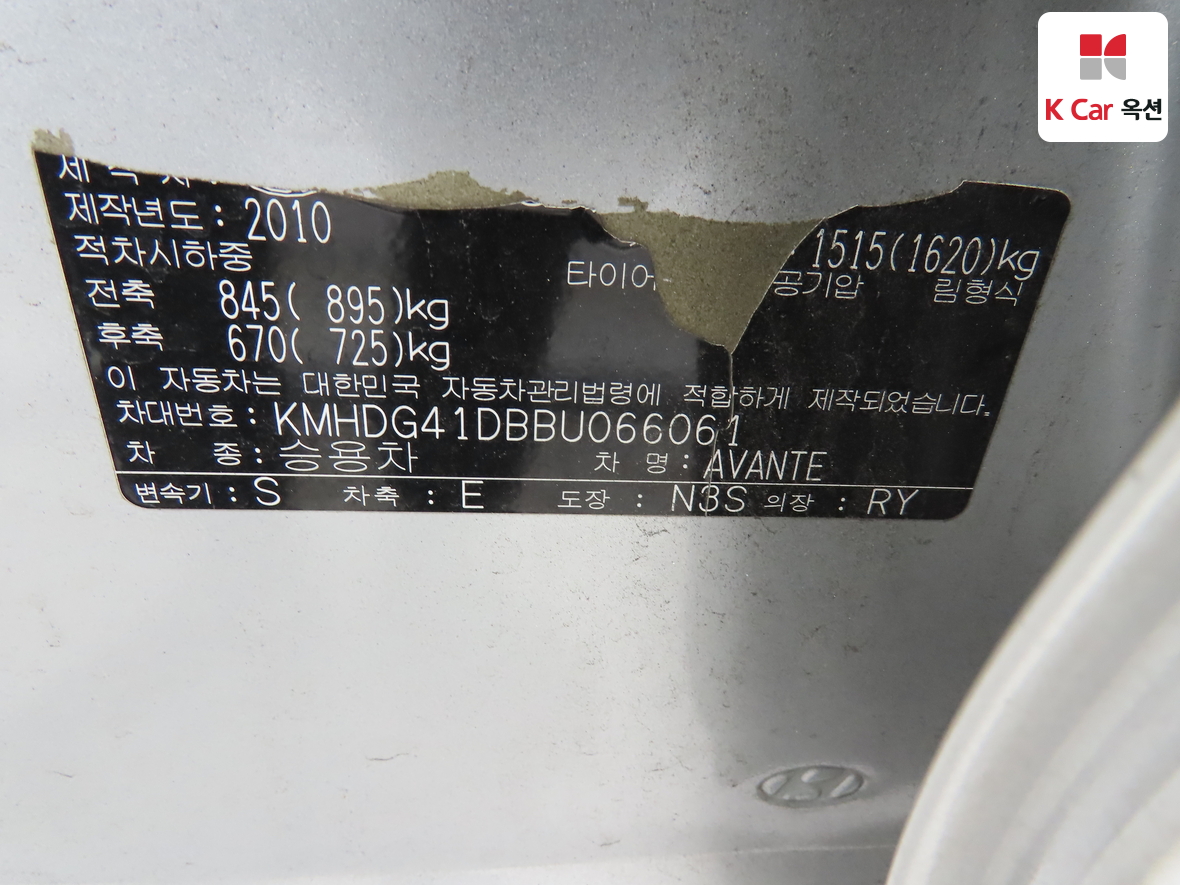 K Car 옥션
제 작 자 :
제작년도 : 2010
적차시하중 1515(1620)kg
타이어 공기압 림형식
전축 845( 895)kg
후축 670( 725)kg
이 자동차는 대한민국 자동차관리법령에 적합하게 제작되었습니다.
차대번호 : KMHDG41DBBU066061
차 종 : 승용차 차 명 : AVANTE
변속기 : S 차축 : E 도장 : N3S 의장 : RY